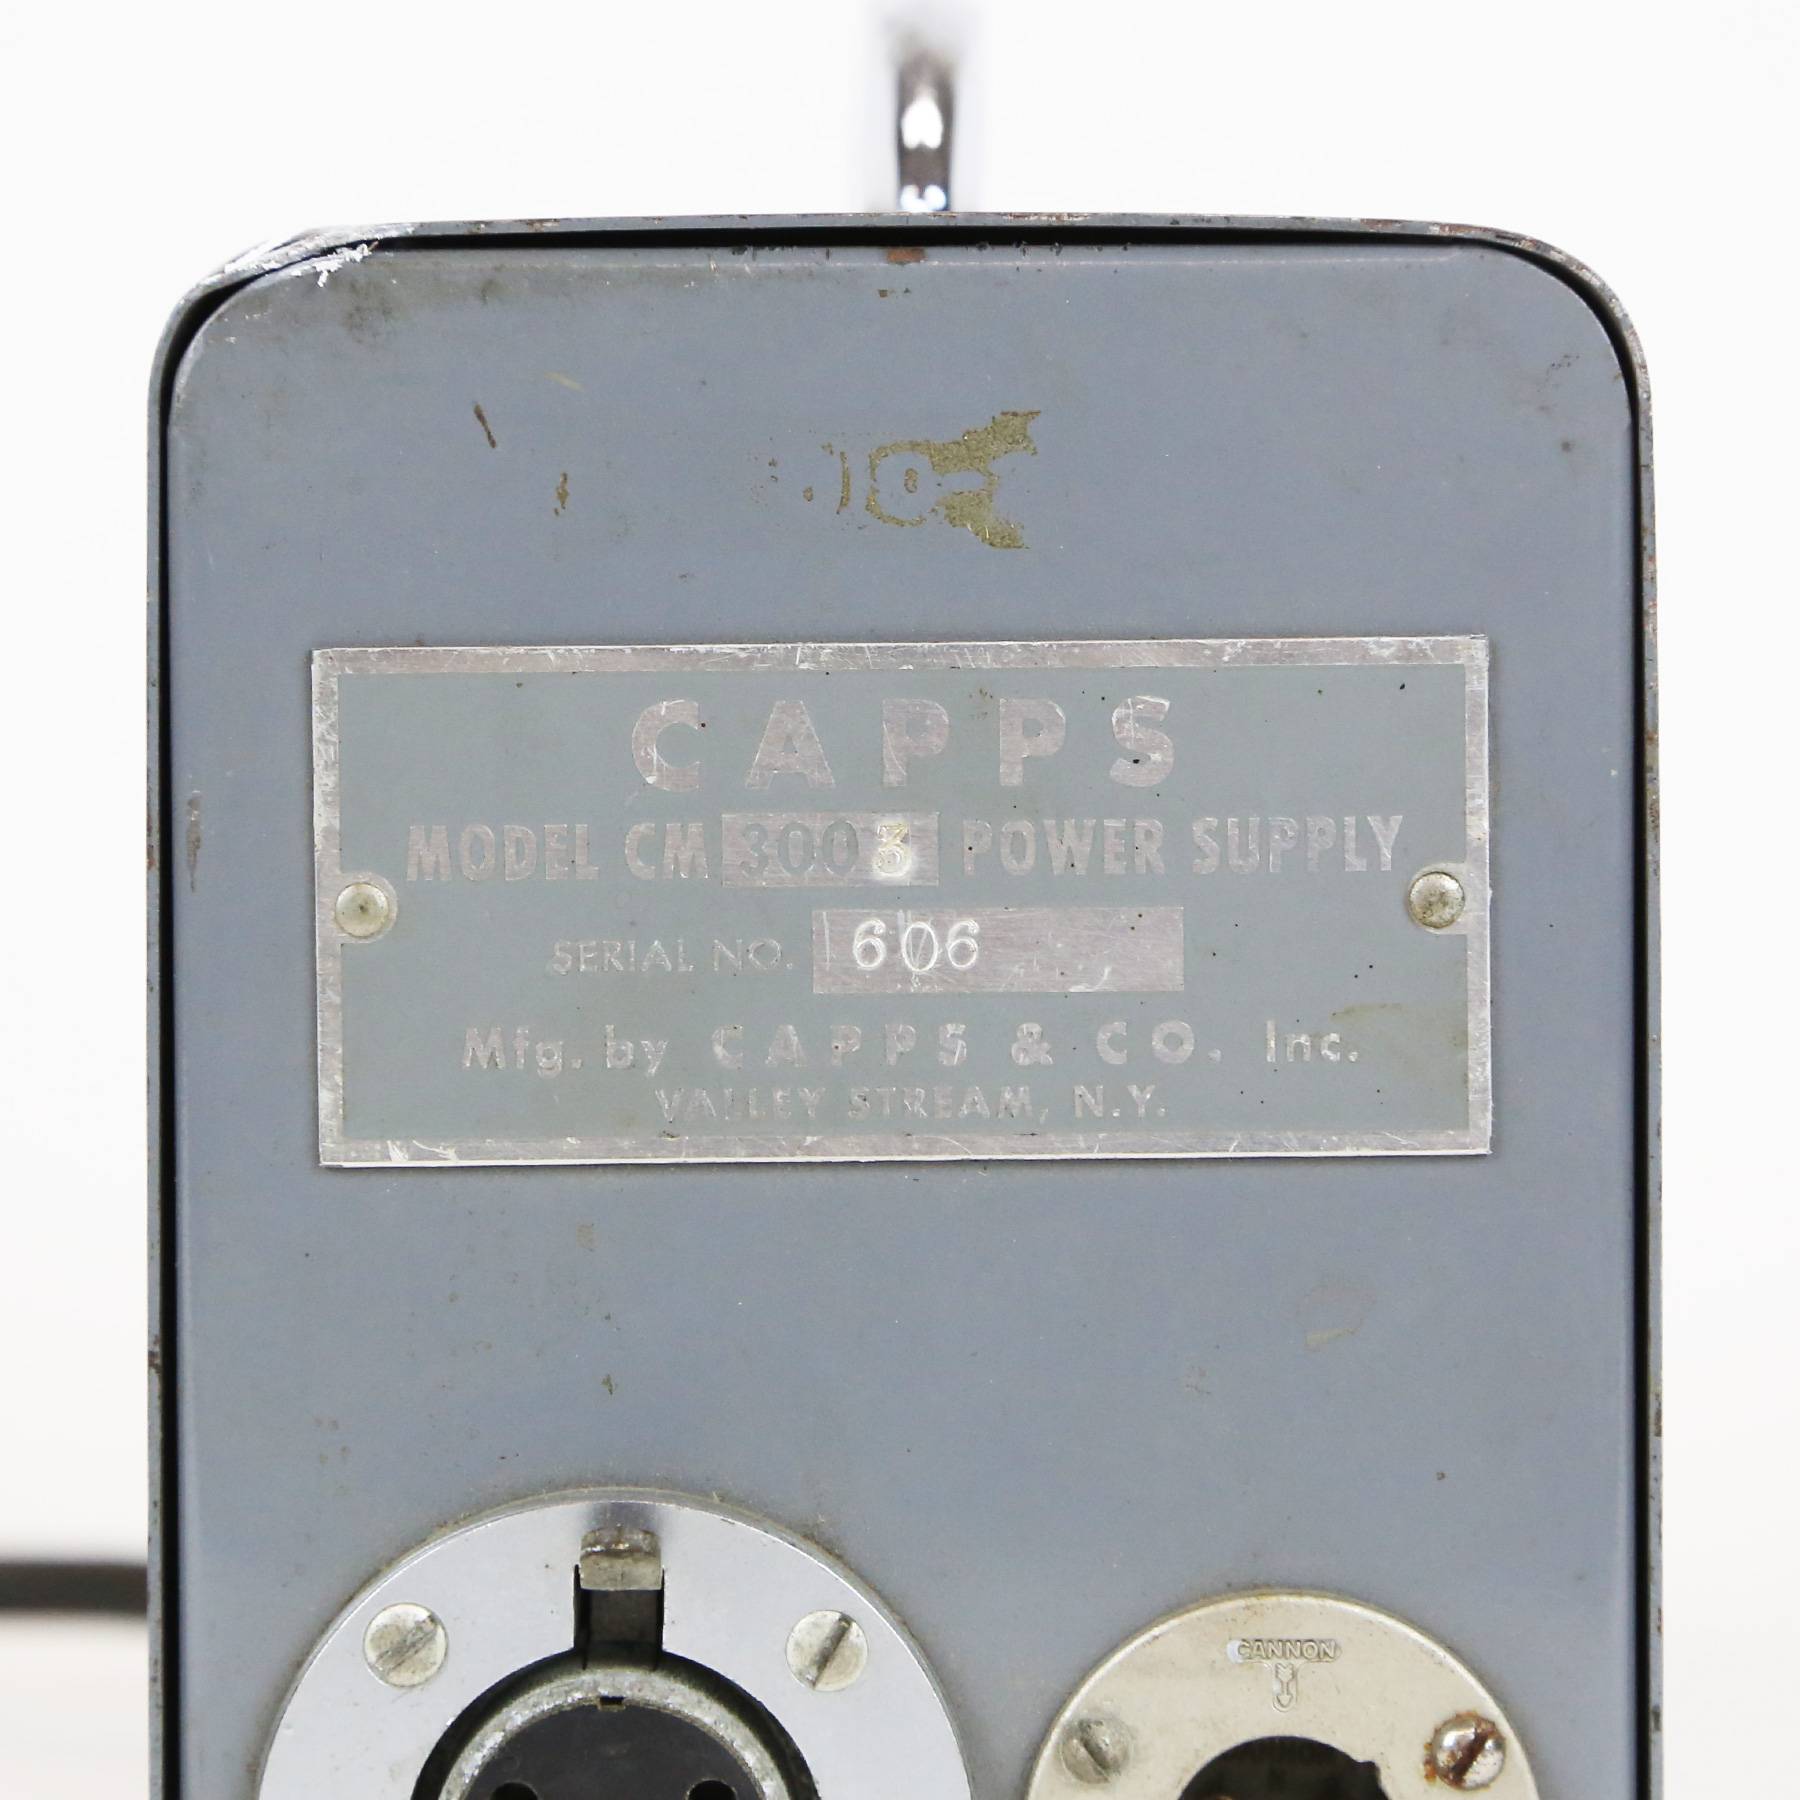 CAPPS
MODEL CM 3003 POWER SUPPLY
SERIAL NO. 606
Mfg. by CAPPS & CO. Inc.
VALLEY STREAM, N.Y.
CANNON